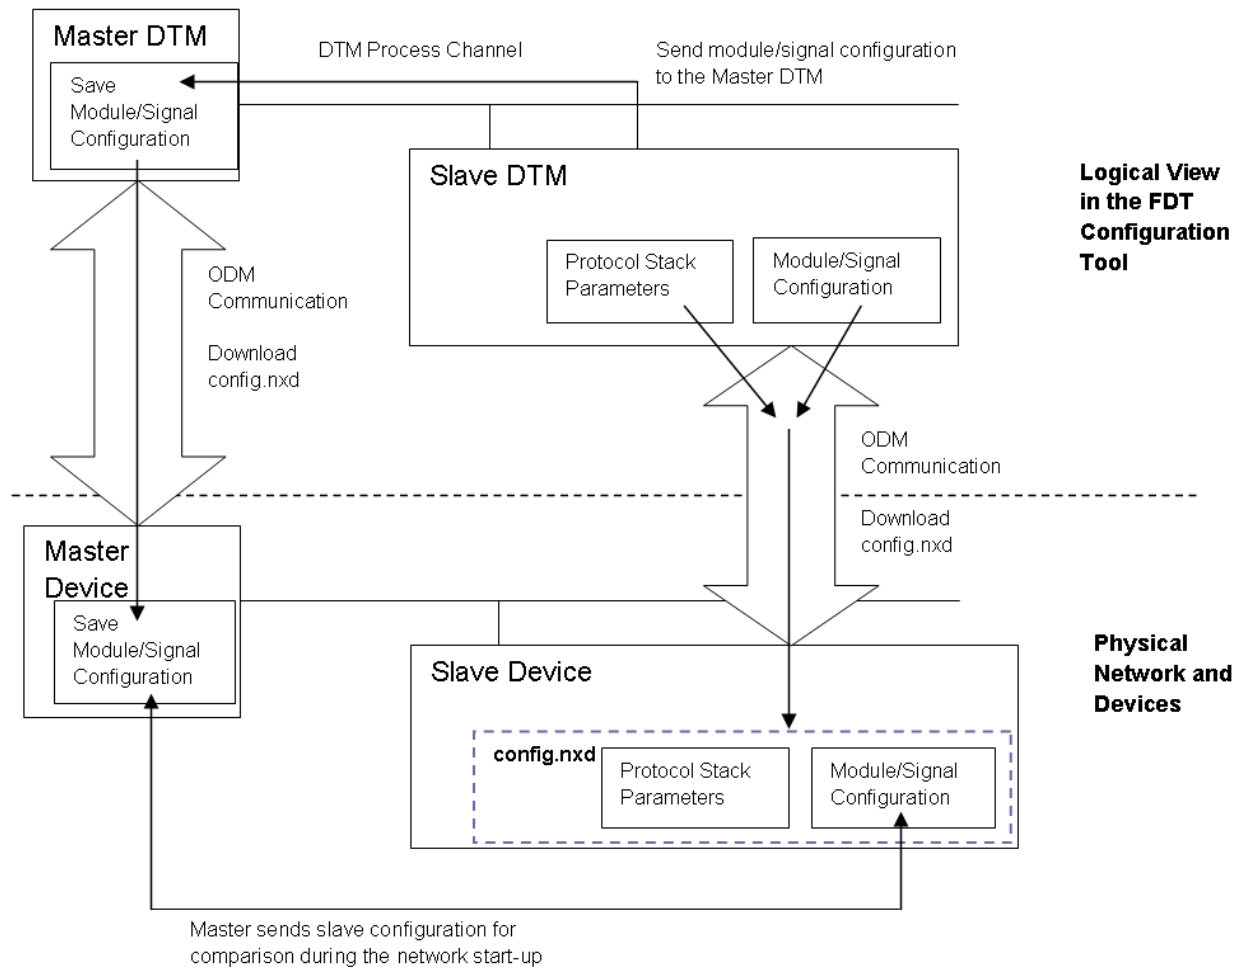 Master DTM
Save
Module/Signal
Configuration
DTM Process Channel
Send module/signal configuration
to the Master DTM
Slave DTM
Protocol Stack
Parameters
Module/Signal
Configuration
Logical View
in the FDT
Configuration
Tool
ODM
Communication
Download
config.nxd
ODM
Communication
Download
config.nxd
Master
Device
Save
Module/Signal
Configuration
Slave Device
config.nxd
Protocol Stack
Parameters
Module/Signal
Configuration
Physical
Network and
Devices
Master sends slave configuration for
comparison during the network start-up